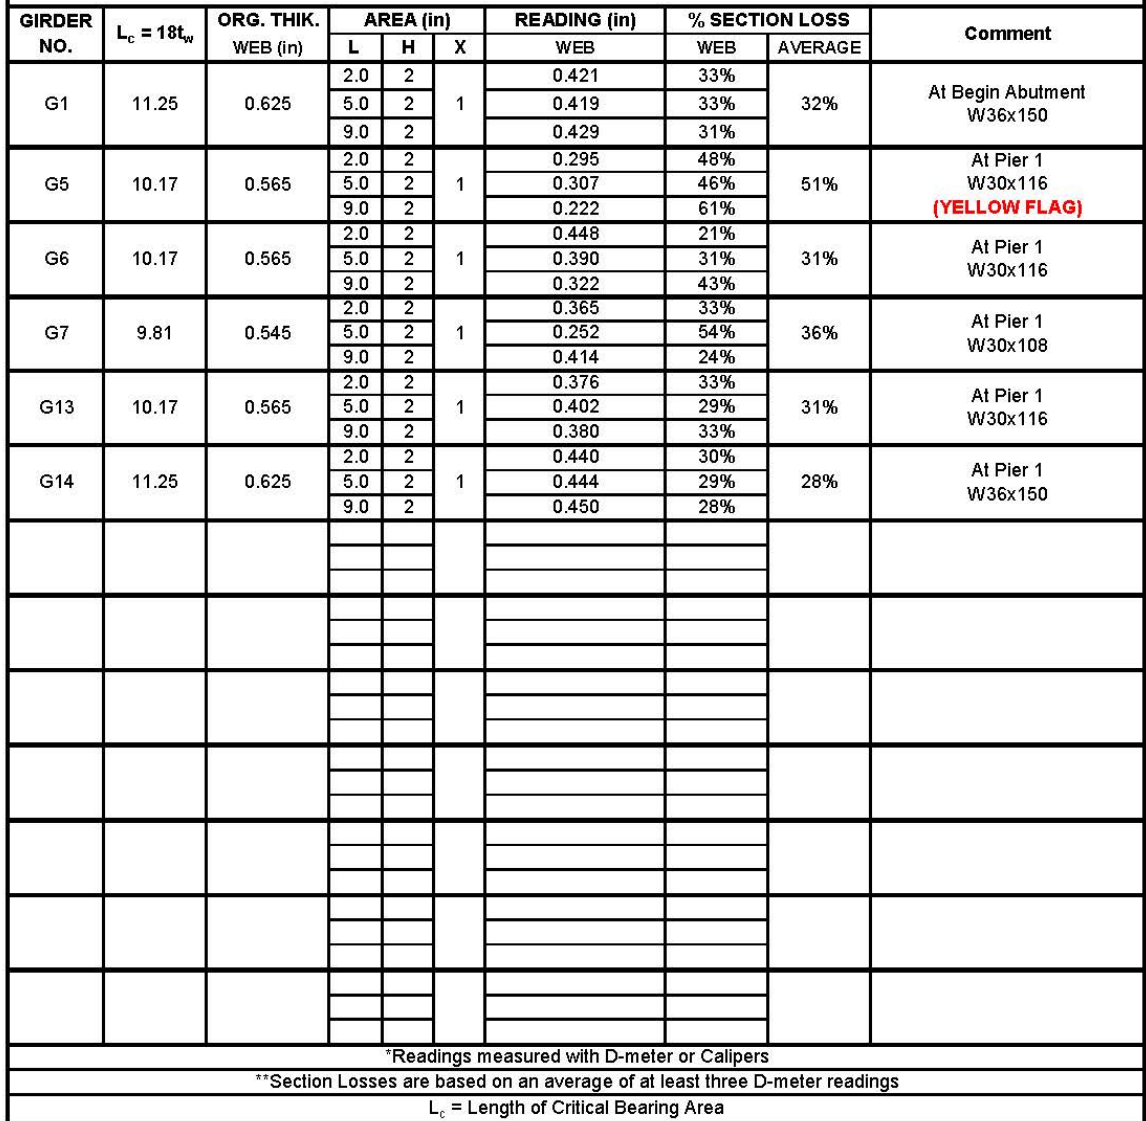 GIRDER NO. L_c = 18t_w ORG. THIK. WEB (in) AREA (in) L H X READING (in) WEB % SECTION LOSS WEB AVERAGE Comment
2.0 2 0.421 33%
G1 11.25 0.625 5.0 2 1 0.419 33% 32% At Begin Abutment W36x150
9.0 2 0.429 31%
2.0 2 0.295 48% At Pier 1
G5 10.17 0.565 5.0 2 1 0.307 46% 51% W30x116
9.0 2 0.222 61% (YELLOW FLAG)
2.0 2 0.448 21%
G6 10.17 0.565 5.0 2 1 0.390 31% 31% At Pier 1 W30x116
9.0 2 0.322 43%
2.0 2 0.365 33%
G7 9.81 0.545 5.0 2 1 0.252 54% 36% At Pier 1 W30x108
9.0 2 0.414 24%
2.0 2 0.376 33%
G13 10.17 0.565 5.0 2 1 0.402 29% 31% At Pier 1 W30x116
9.0 2 0.380 33%
2.0 2 0.440 30%
G14 11.25 0.625 5.0 2 1 0.444 29% 28% At Pier 1 W36x150
9.0 2 0.450 28%
*Readings measured with D-meter or Calipers
**Section Losses are based on an average of at least three D-meter readings
L_c = Length of Critical Bearing Area